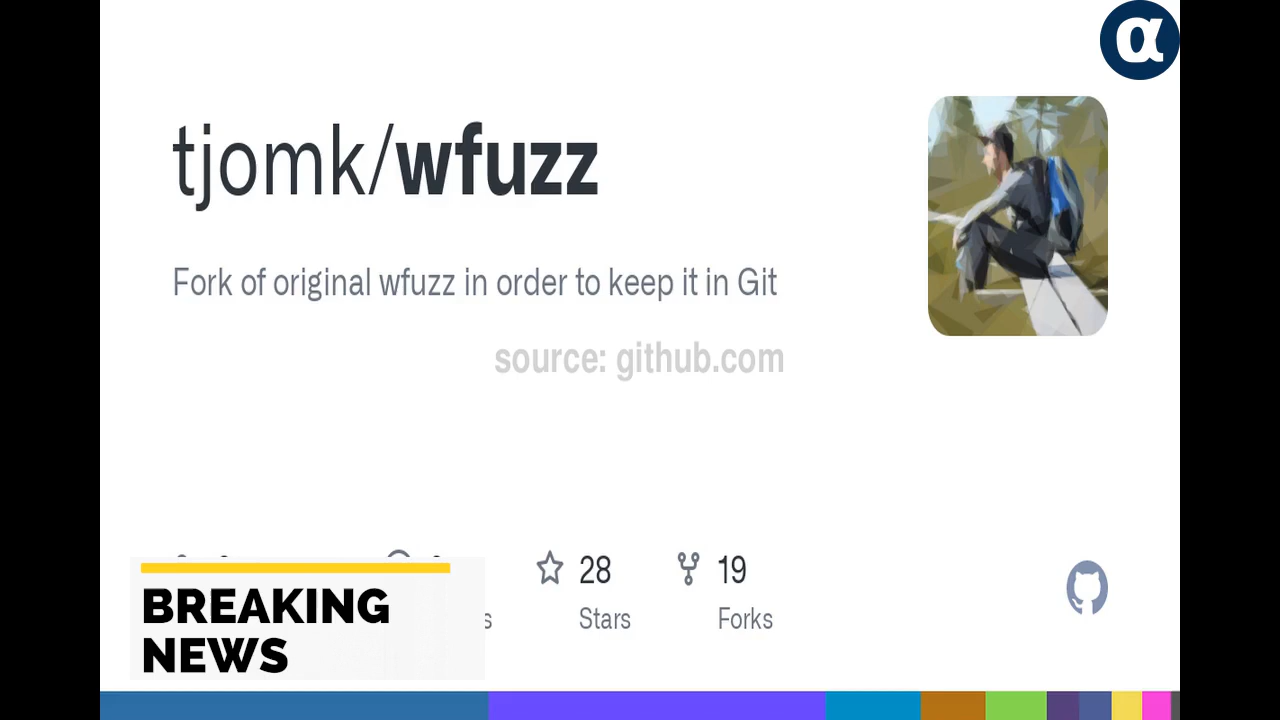 α
tjomk/wfuzz
Fork of original wfuzz in order to keep it in Git
source: github.com
28
19
Stars
Forks
BREAKING
NEWS